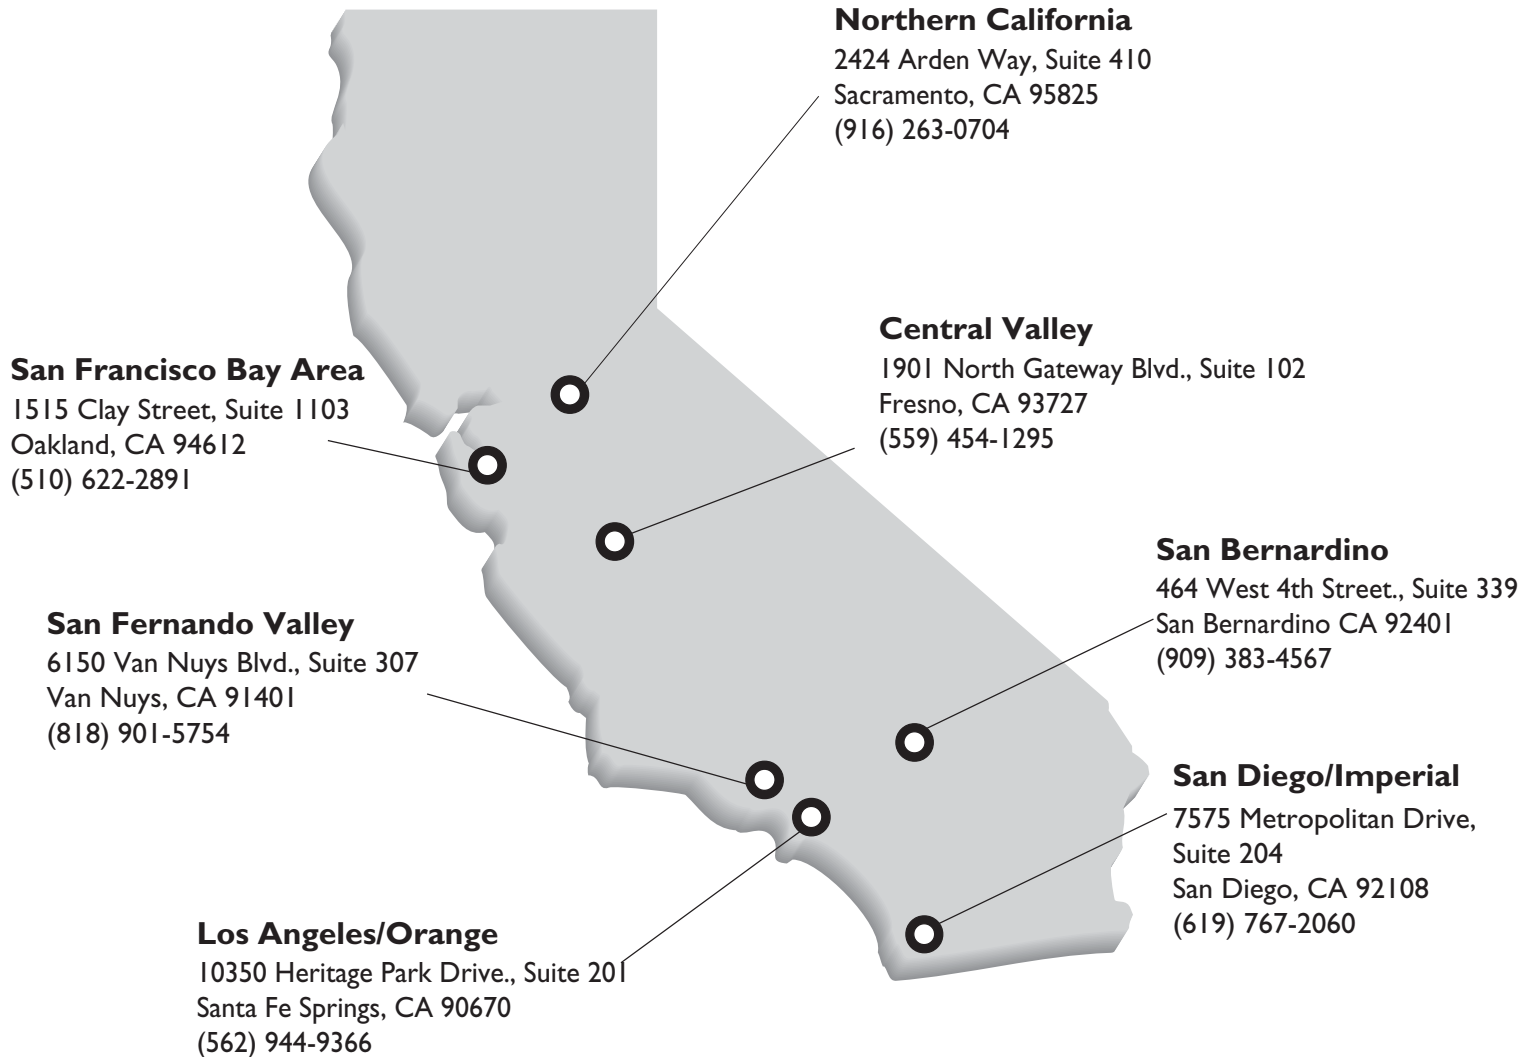 Northern California
2424 Arden Way, Suite 410
Sacramento, CA 95825
(916) 263-0704
Central Valley
1901 North Gateway Blvd., Suite 102
Fresno, CA 93727
(559) 454-1295
San Francisco Bay Area
1515 Clay Street, Suite 1103
Oakland, CA 94612
(510) 622-2891
San Bernardino
464 West 4th Street., Suite 339
San Bernardino CA 92401
(909) 383-4567
San Fernando Valley
6150 Van Nuys Blvd., Suite 307
Van Nuys, CA 91401
(818) 901-5754
San Diego/Imperial
7575 Metropolitan Drive,
Suite 204
San Diego, CA 92108
(619) 767-2060
Los Angeles/Orange
10350 Heritage Park Drive., Suite 201
Santa Fe Springs, CA 90670
(562) 944-9366